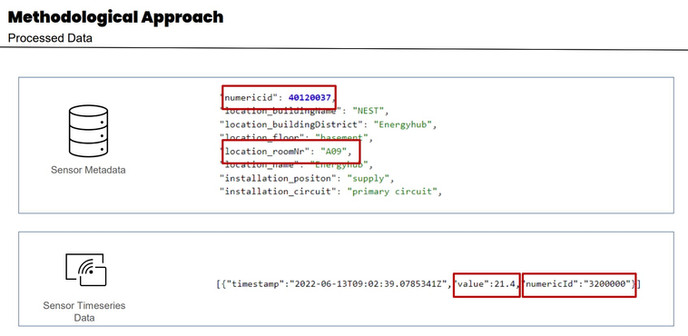 Methodological Approach
Processed Data
"numericid": 40120037,
"location_buildingName": "NEST",
"location_buildingDistrict": "Energyhub",
"location_floor": "basement",
"location_roomNr": "A09",
"location_name": "Energyhub",
"installation_positon": "supply",
"installation_circuit": "primary circuit",
Sensor Metadata
[{"timestamp":"2022-06-13T09:02:39.0785341Z","value":21.4,"numericId":"3200000"}]
Sensor Timeseries
Data